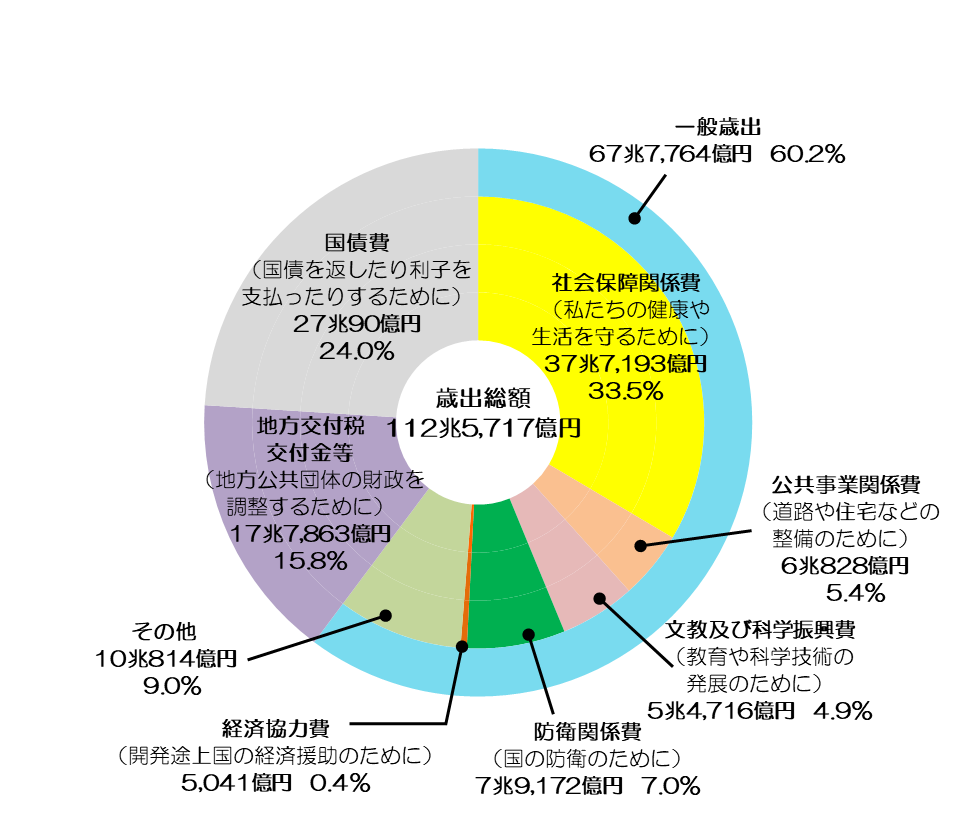 一般歳出
67兆7,764億円 60.2%
国債費
（国債を返したり利子を
支払ったりするために）
27兆90億円
24.0%
社会保障関係費
（私たちの健康や
生活を守るために）
37兆7,193億円
33.5%
歳出総額
112兆5,717億円
地方交付税
交付金等
（地方公共団体の財政を
調整するために）
17兆7,863億円
15.8%
公共事業関係費
（道路や住宅などの
整備のために）
6兆828億円
5.4%
文教及び科学振興費
（教育や科学技術の
発展のために）
5兆4,716億円 4.9%
その他
10兆814億円
9.0%
経済協力費
（開発途上国の経済援助のために）
5,041億円 0.4%
防衛関係費
（国の防衛のために）
7兆9,172億円 7.0%